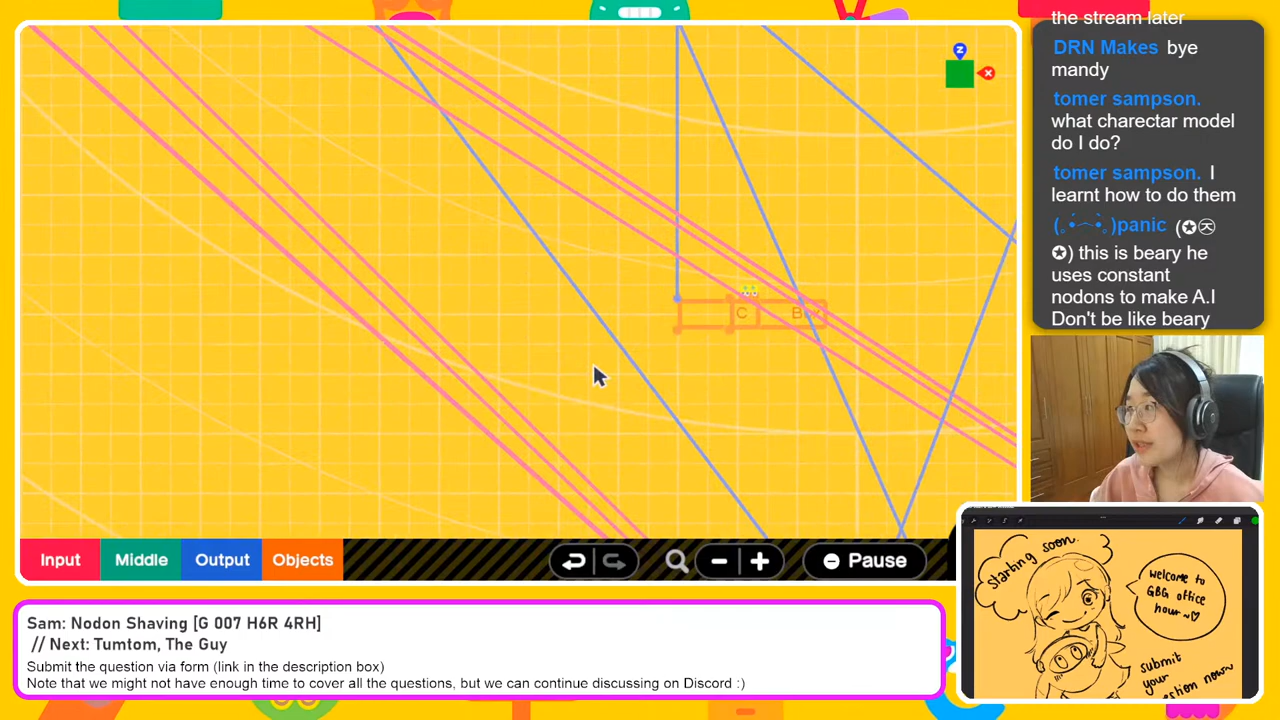 the stream later
DRN Makes bye
mandy
tomer sampson.
what charectar model
do I do?
tomer sampson. I
learnt how to do them
panic
this is beary he
uses constant
nodons to make A.I
Don't be like beary
Z
X
C Box
Input Middle Output Objects
Pause
Sam: Nodon Shaving [G 007 H6R 4RH]
// Next: Tumtom, The Guy
Submit the question via form (link in the description box)
Note that we might not have enough time to cover all the questions, but we can continue discussing on Discord :)
starting soon.
welcome to
GBG office
hour ~♡
submit
your
estion now~